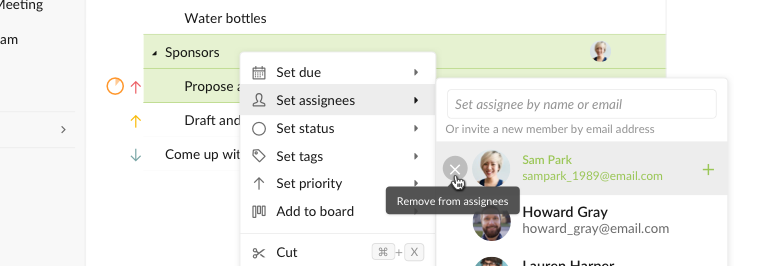 Meeting
am
Water bottles
Sponsors
Propose
Draft and
Come up wit
Set due
Set assignees
Set status
Set tags
Set priority
Add to board
Cut
⌘ + X
Set assignee by name or email
Or invite a new member by email address
Sam Park
sampark_1989@email.com
Remove from assignees
Howard Gray
howard_gray@email.com
Lauren Harper